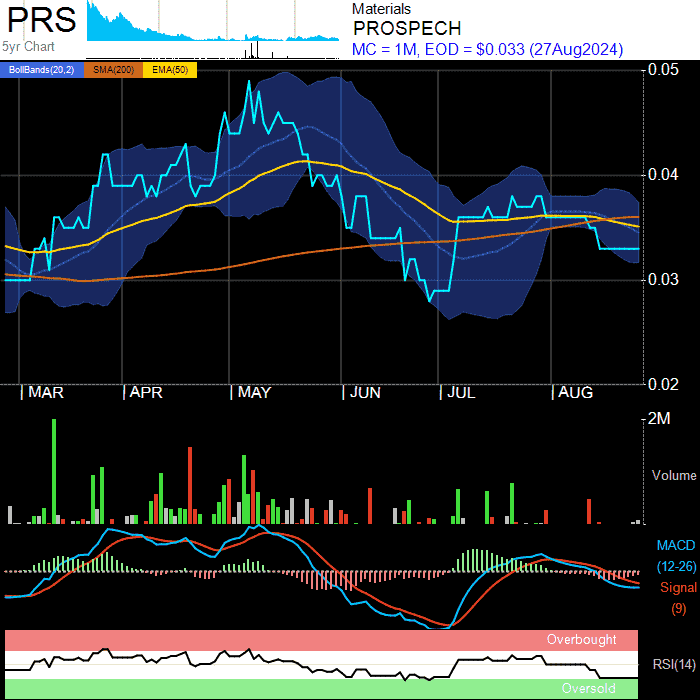 PRS
5yr Chart
Materials
PROSPECH
MC = 1M, EOD = $0.033 (27Aug2024)
BollBands(20,2) SMA(200) EMA(50)
0.05
0.04
0.03
0.02
MAR APR MAY JUN JUL AUG
2M
Volume
MACD
(12-26)
Signal
(9)
Overbought
RSI(14)
Oversold